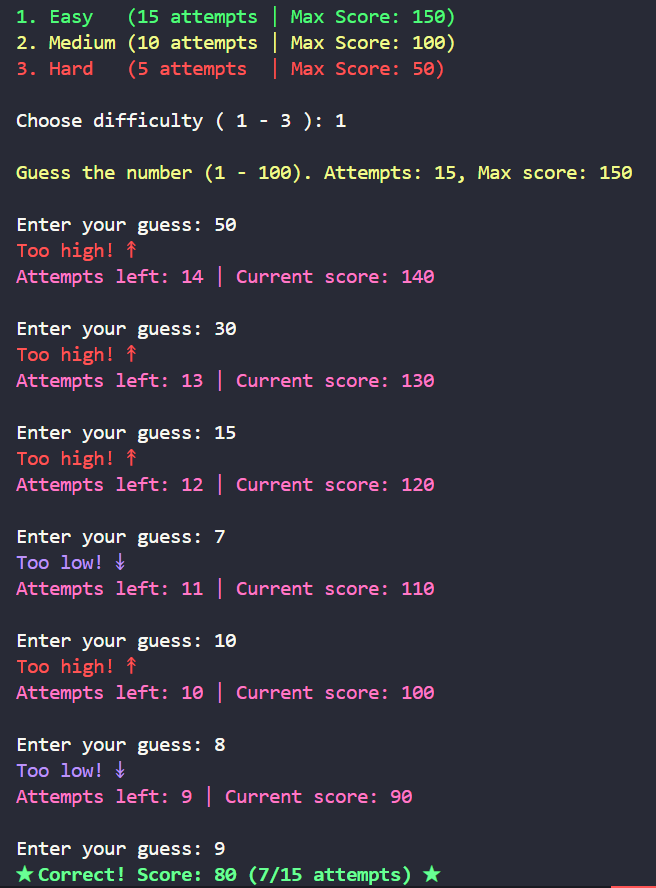 1. Easy   (15 attempts | Max Score: 150)
2. Medium (10 attempts | Max Score: 100)
3. Hard   (5 attempts  | Max Score: 50)
Choose difficulty ( 1 - 3 ): 1
Guess the number (1 - 100). Attempts: 15, Max score: 150
Enter your guess: 50
Too high! ↟
Attempts left: 14 | Current score: 140
Enter your guess: 30
Too high! ↟
Attempts left: 13 | Current score: 130
Enter your guess: 15
Too high! ↟
Attempts left: 12 | Current score: 120
Enter your guess: 7
Too low! ↡
Attempts left: 11 | Current score: 110
Enter your guess: 10
Too high! ↟
Attempts left: 10 | Current score: 100
Enter your guess: 8
Too low! ↡
Attempts left: 9 | Current score: 90
Enter your guess: 9
★ Correct! Score: 80 (7/15 attempts) ★